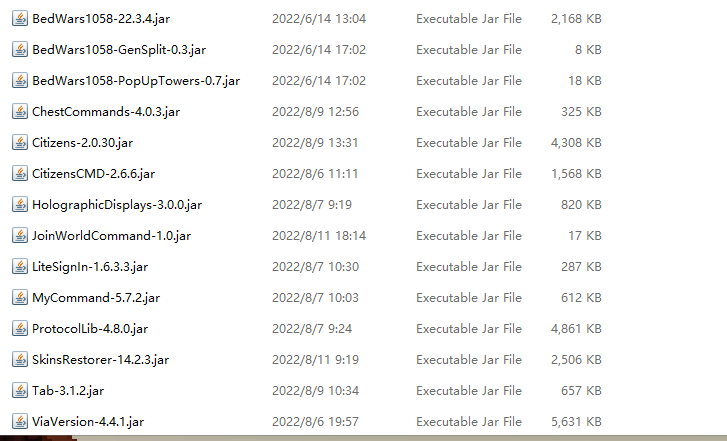 BedWars1058-22.3.4.jar 2022/6/14 13:04 Executable Jar File 2,168 KB
BedWars1058-GenSplit-0.3.jar 2022/6/14 17:02 Executable Jar File 8 KB
BedWars1058-PopUpTowers-0.7.jar 2022/6/14 17:02 Executable Jar File 18 KB
ChestCommands-4.0.3.jar 2022/8/9 12:56 Executable Jar File 325 KB
Citizens-2.0.30.jar 2022/8/9 13:31 Executable Jar File 4,308 KB
CitizensCMD-2.6.6.jar 2022/8/6 11:11 Executable Jar File 1,568 KB
HolographicDisplays-3.0.0.jar 2022/8/7 9:19 Executable Jar File 820 KB
JoinWorldCommand-1.0.jar 2022/8/11 18:14 Executable Jar File 17 KB
LiteSignIn-1.6.3.3.jar 2022/8/7 10:30 Executable Jar File 287 KB
MyCommand-5.7.2.jar 2022/8/7 10:03 Executable Jar File 612 KB
ProtocolLib-4.8.0.jar 2022/8/7 9:24 Executable Jar File 4,861 KB
SkinsRestorer-14.2.3.jar 2022/8/11 9:19 Executable Jar File 2,506 KB
Tab-3.1.2.jar 2022/8/9 10:34 Executable Jar File 657 KB
ViaVersion-4.4.1.jar 2022/8/6 19:57 Executable Jar File 5,631 KB